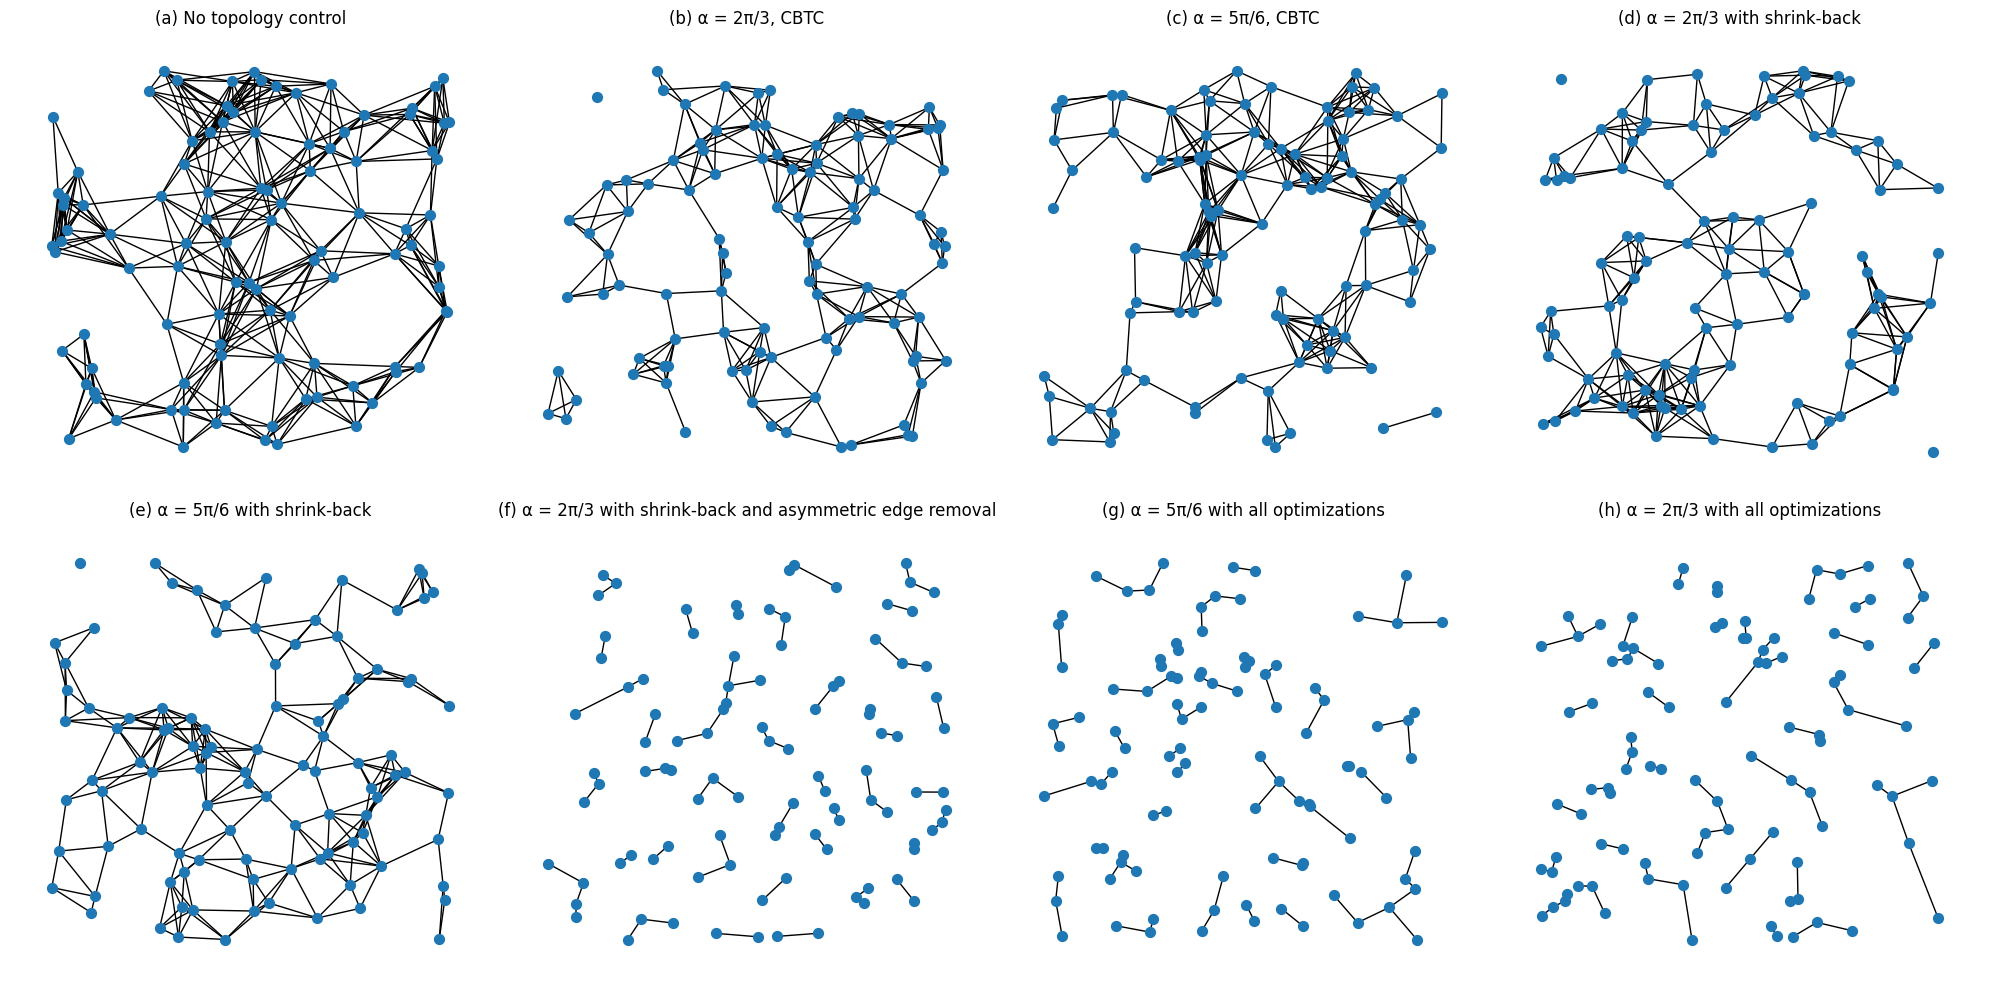 (a) No topology control
(b) α = 2π/3, CBTC
(c) α = 5π/6, CBTC
(d) α = 2π/3 with shrink-back
(e) α = 5π/6 with shrink-back
(f) α = 2π/3 with shrink-back and asymmetric edge removal
(g) α = 5π/6 with all optimizations
(h) α = 2π/3 with all optimizations